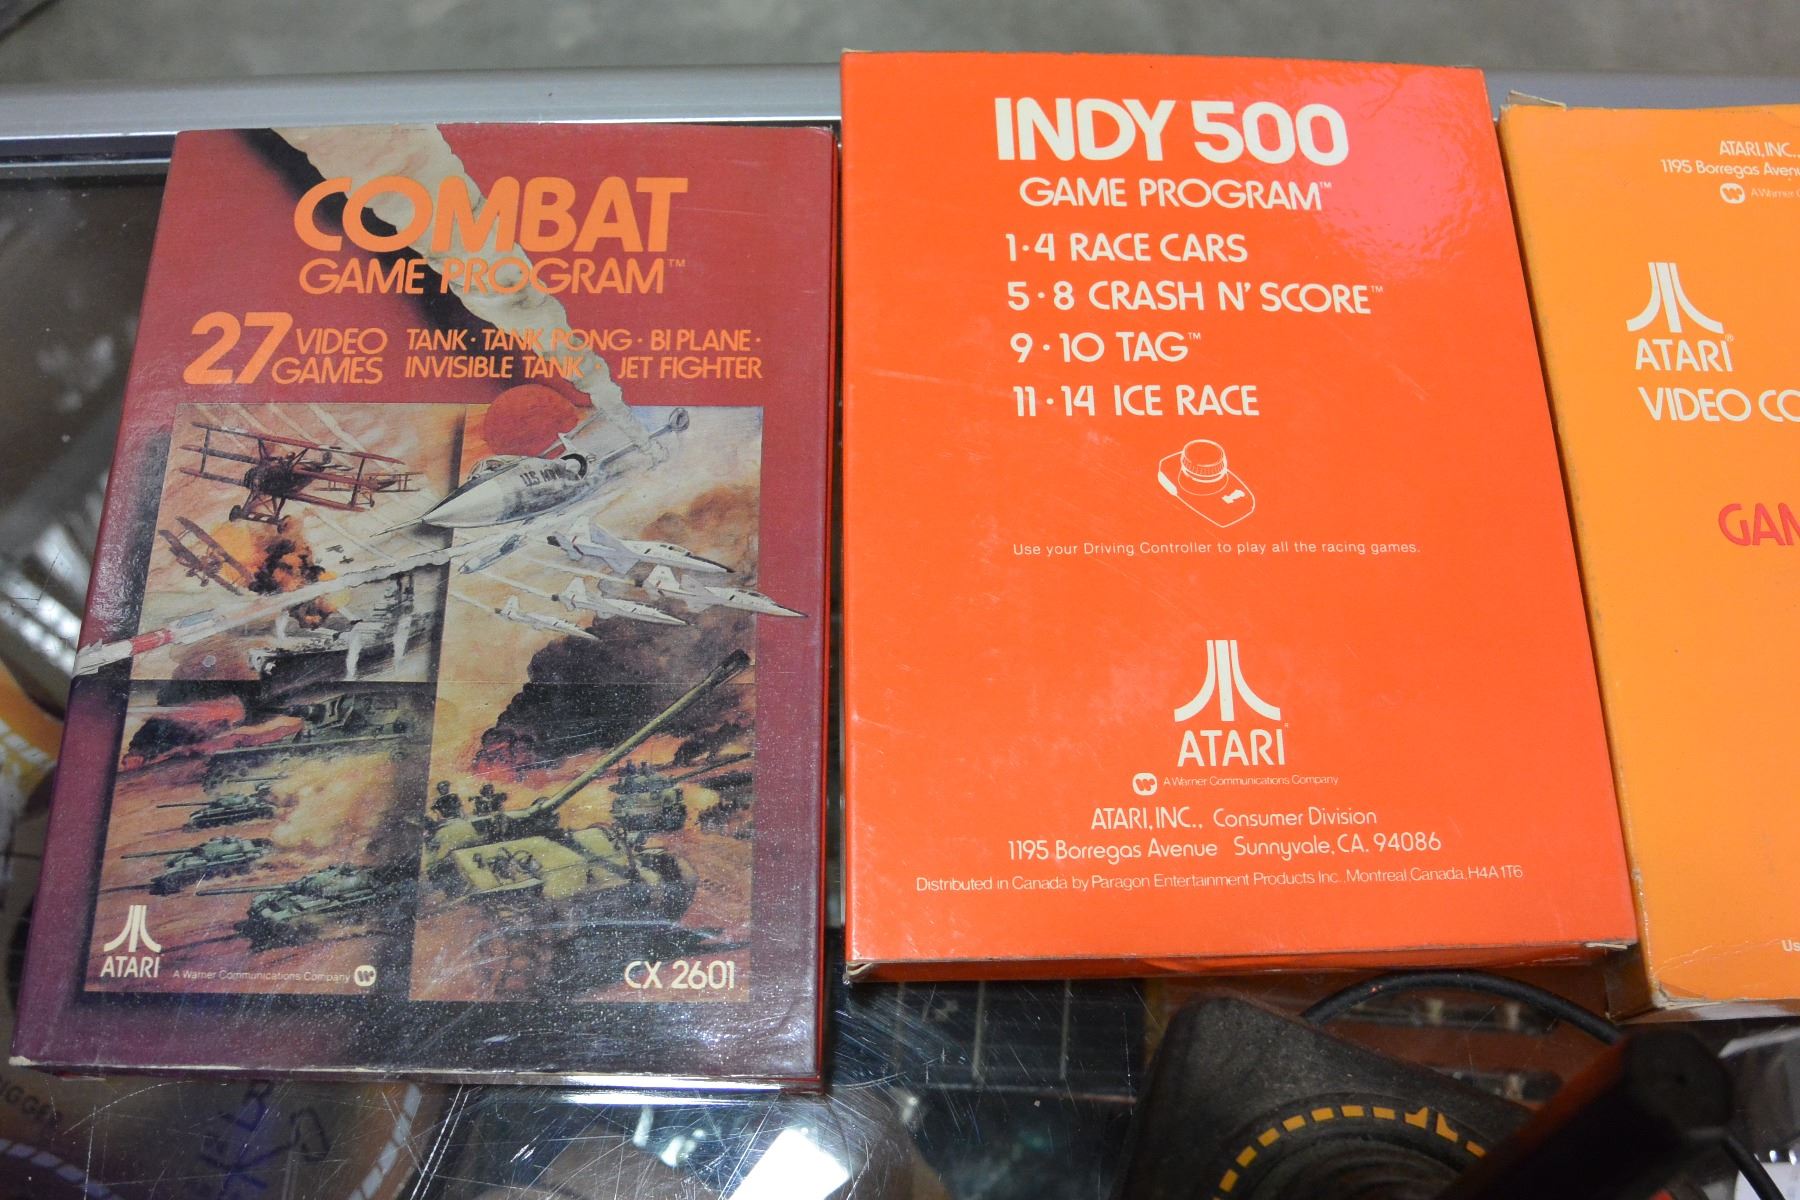 COMBAT
GAME PROGRAM™
27 VIDEO GAMES
TANK · TANK PONG · BI PLANE ·
INVISIBLE TANK · JET FIGHTER
ATARI
A Warner Communications Company
CX 2601
INDY 500
GAME PROGRAM™
1·4 RACE CARS
5·8 CRASH N' SCORE™
9·10 TAG™
11·14 ICE RACE
Use your Driving Controller to play all the racing games.
ATARI
A Warner Communications Company
ATARI, INC., Consumer Division
1195 Borregas Avenue Sunnyvale, CA. 94086
Distributed in Canada by Paragon Entertainment Products Inc., Montreal, Canada, H4A 1T6
ATARI, INC.,
1195 Borregas Avenu
A Warner C
ATARI®
VIDEO CO
GAM
Us